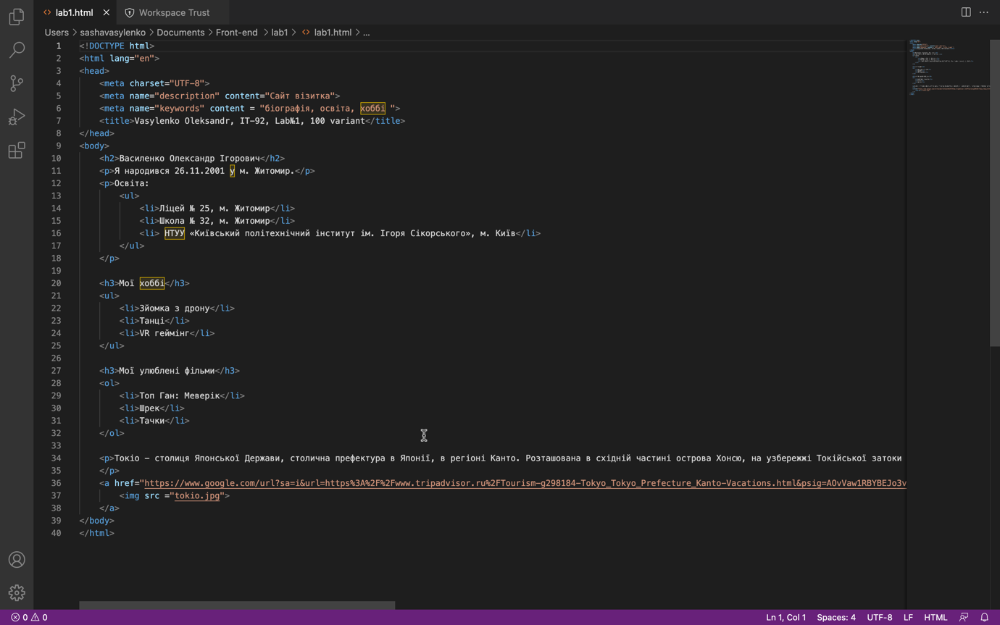 lab1.html
Workspace Trust
Users > sashavasylenko > Documents > Front-end > lab1 > <> lab1.html > ...
1 <!DOCTYPE html>
2 <html lang="en">
3 <head>
4 <meta charset="UTF-8">
5 <meta name="description" content="Сайт візитка">
6 <meta name="keywords" content = "біографія, освіта, хоббі ">
7 <title>Vasylenko Oleksandr, IT-92, Lab№1, 100 variant</title>
8 </head>
9 <body>
10 <h2>Василенко Олександр Ігорович</h2>
11 <p>Я народився 26.11.2001 у м. Житомир.</p>
12 <p>Освіта:
13 <ul>
14 <li>Ліцей № 25, м. Житомир</li>
15 <li>Школа № 32, м. Житомир</li>
16 <li> НТУУ «Київський політехнічний інститут ім. Ігоря Сікорського», м. Київ</li>
17 </ul>
18 </p>
19
20 <h3>Мої хоббі</h3>
21 <ul>
22 <li>Зйомка з дрону</li>
23 <li>Танці</li>
24 <li>VR геймінг</li>
25 </ul>
26
27 <h3>Мої улюблені фільми</h3>
28 <ol>
29 <li>Топ Ган: Меверік</li>
30 <li>Шрек</li>
31 <li>Тачки</li>
32 </ol>
33
34 <p>Токіо – столиця Японської Держави, столична префектура в Японії, в регіоні Канто. Розташована в східній частині острова Хонсю, на узбережжі Токійської затоки
35 </p>
36 <a href="https://www.google.com/url?sa=i&url=https%3A%2F%2Fwww.tripadvisor.ru%2FTourism-g298184-Tokyo_Tokyo_Prefecture_Kanto-Vacations.html&psig=AOvVaw1RBYBEJo3v
37 <img src ="tokio.jpg">
38 </a>
39 </body>
40 </html>
0 0 Ln 1, Col 1 Spaces: 4 UTF-8 LF HTML